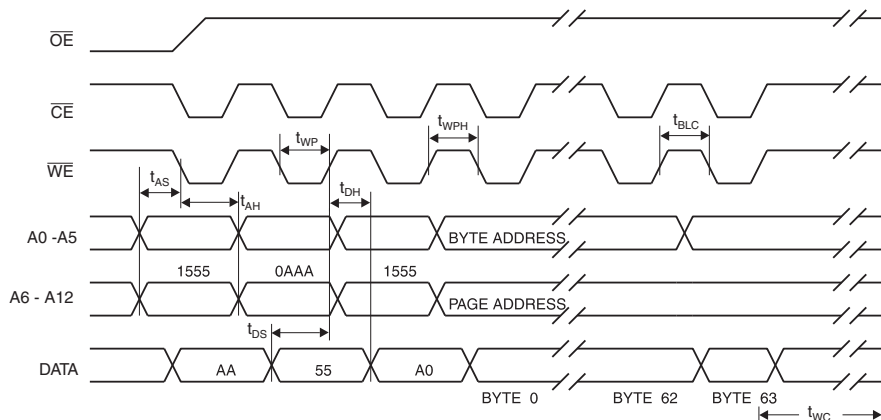 OE
CE
tWP
tWPH
tBLC
WE
tAS
tAH
tDH
A0 -A5
BYTE ADDRESS
1555
0AAA
1555
A6 - A12
PAGE ADDRESS
tDS
DATA
AA
55
A0
BYTE 0
BYTE 62
BYTE 63
tWC